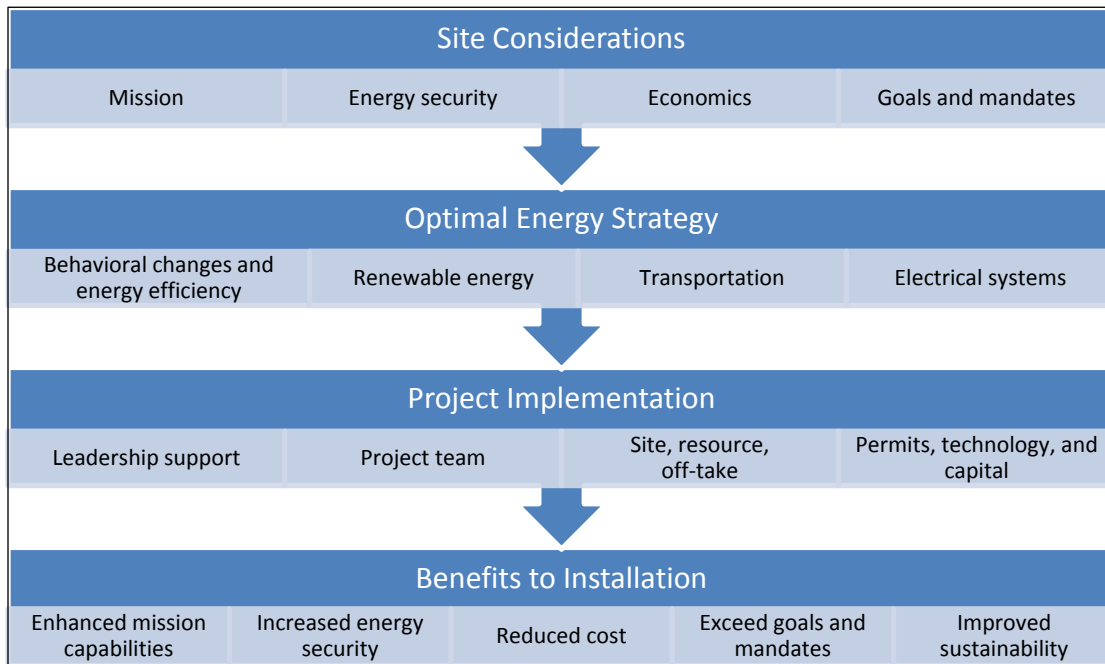 Site Considerations
Mission
Energy security
Economics
Goals and mandates
Optimal Energy Strategy
Behavioral changes and
energy efficiency
Renewable energy
Transportation
Electrical systems
Project Implementation
Leadership support
Project team
Site, resource,
off-take
Permits, technology, and
capital
Benefits to Installation
Enhanced mission
capabilities
Increased energy
security
Reduced cost
Exceed goals and
mandates
Improved
sustainability